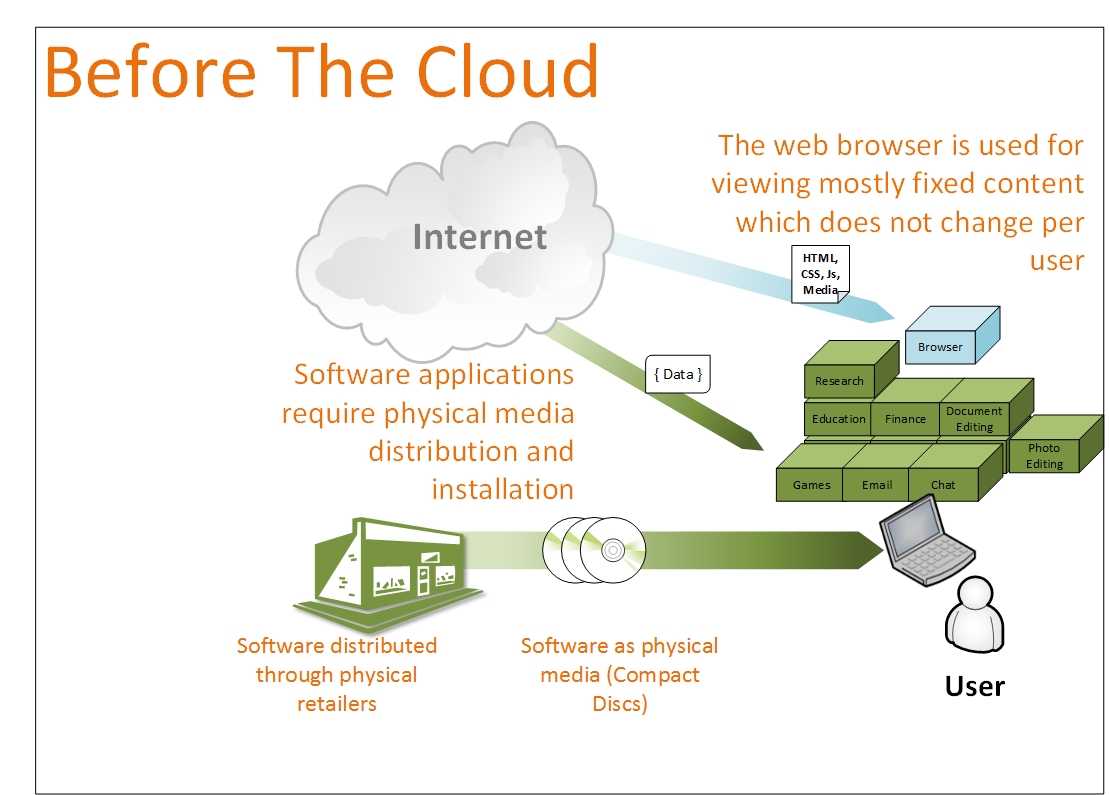 Before The Cloud
The web browser is used for
viewing mostly fixed content
which does not change per
user
Internet
HTML,
CSS, Js,
Media
Browser
{ Data }
Research
Education
Finance
Document
Editing
Photo
Editing
Games
Email
Chat
Software applications
require physical media
distribution and
installation
Software distributed
through physical
retailers
Software as physical
media (Compact
Discs)
User